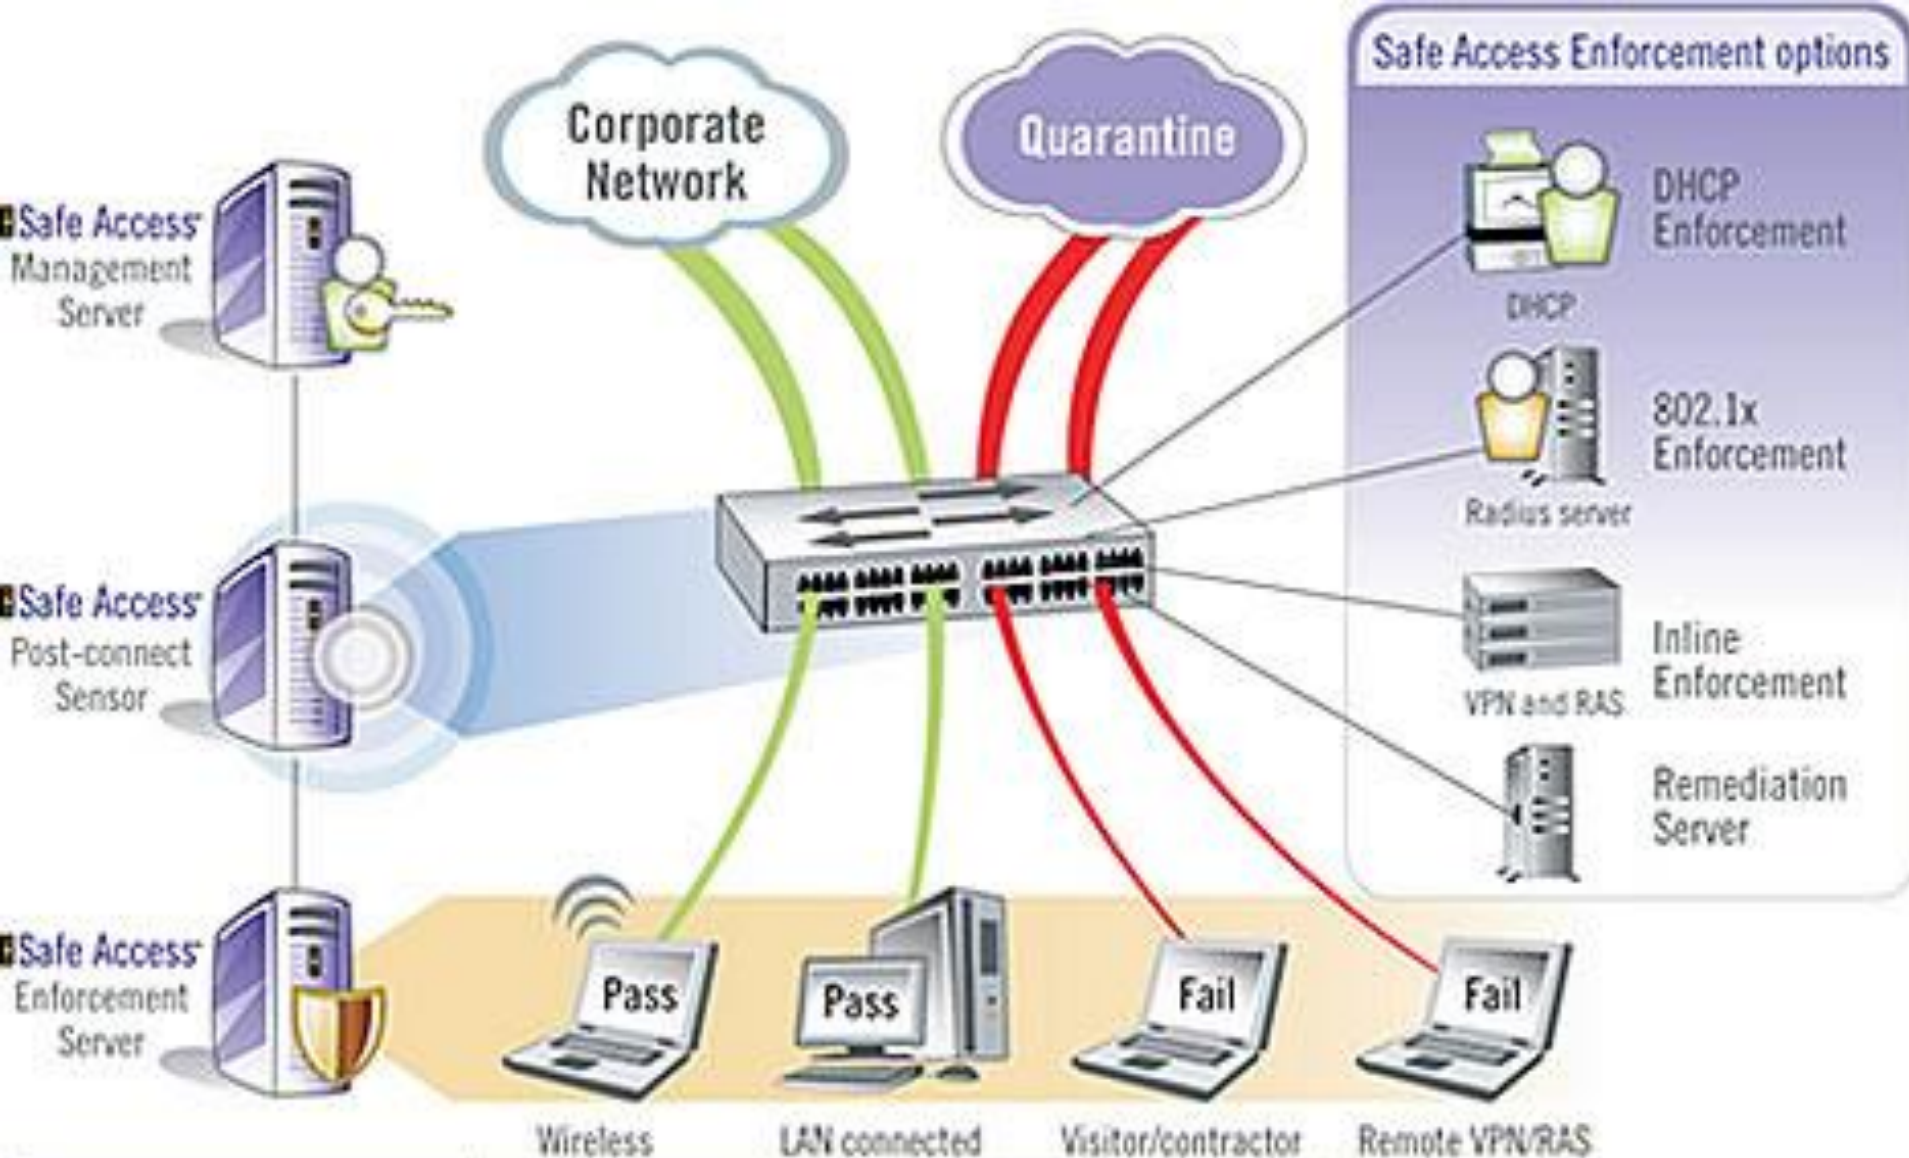 Safe Access Enforcement options
Corporate
Network
Quarantine
DHCP
Enforcement
DHCP
Safe Access
Management
Server
802.1x
Enforcement
Radius server
Safe Access
Post-connect
Sensor
Inline
Enforcement
VPN and RAS
Remediation
Server
Safe Access
Enforcement
Server
Pass
Pass
Fail
Fail
Wireless
LAN connected
Visitor/contractor
Remote VPN/RAS